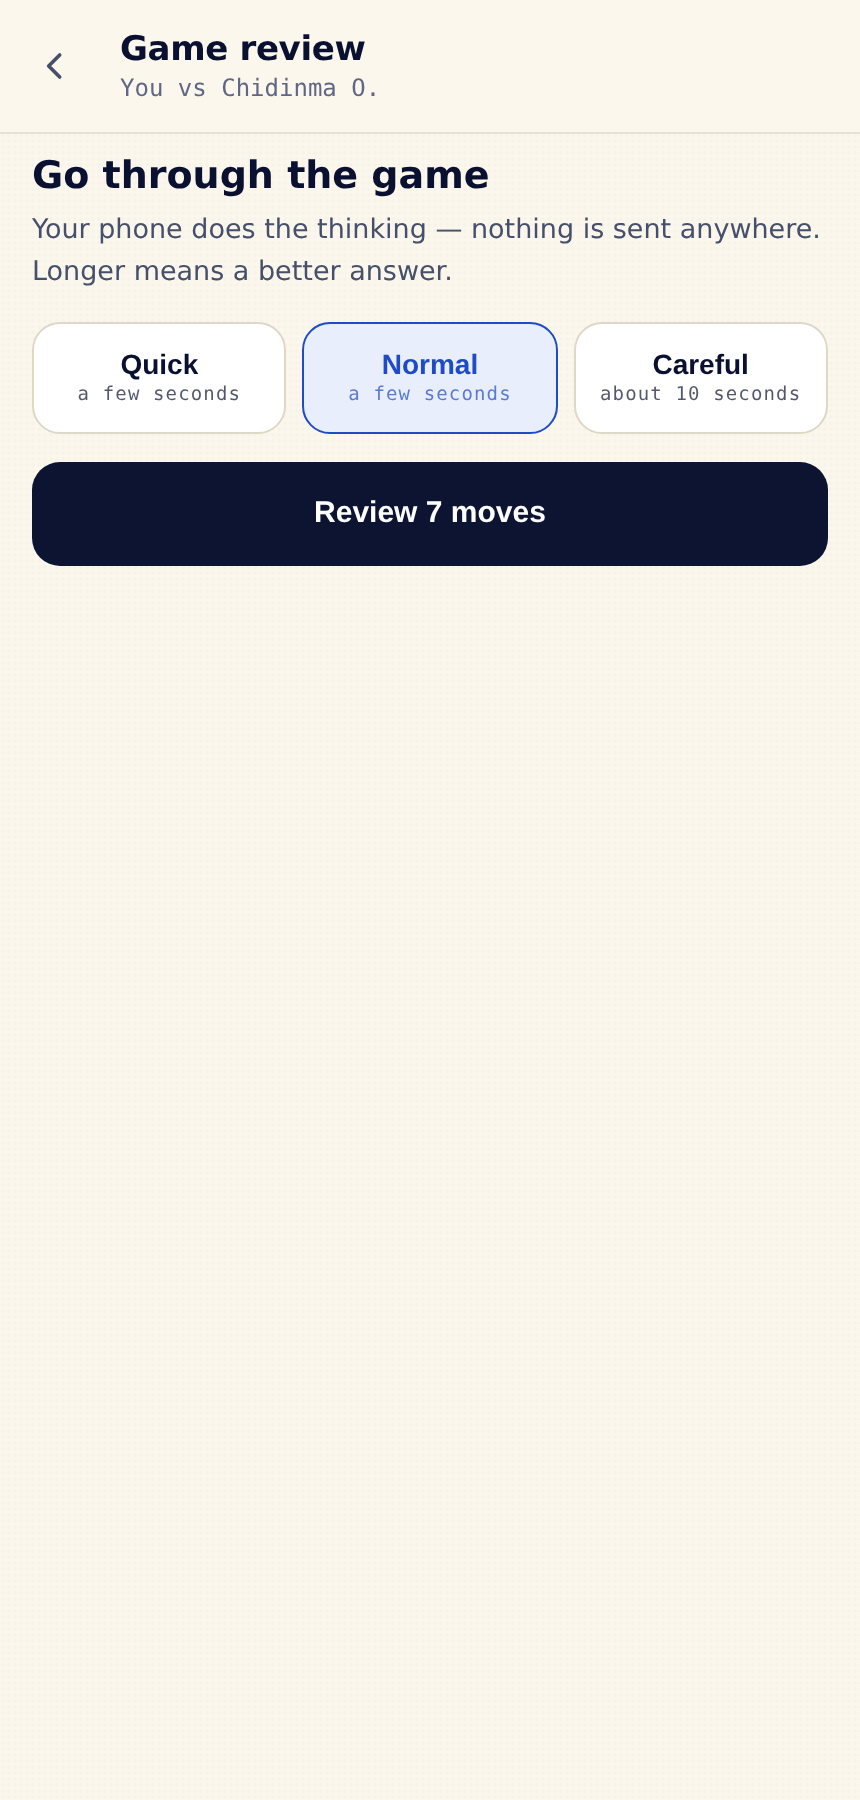 Game review
You vs Chidinma O.
Go through the game
Your phone does the thinking — nothing is sent anywhere.
Longer means a better answer.
Quick
a few seconds
Normal
a few seconds
Careful
about 10 seconds
Review 7 moves